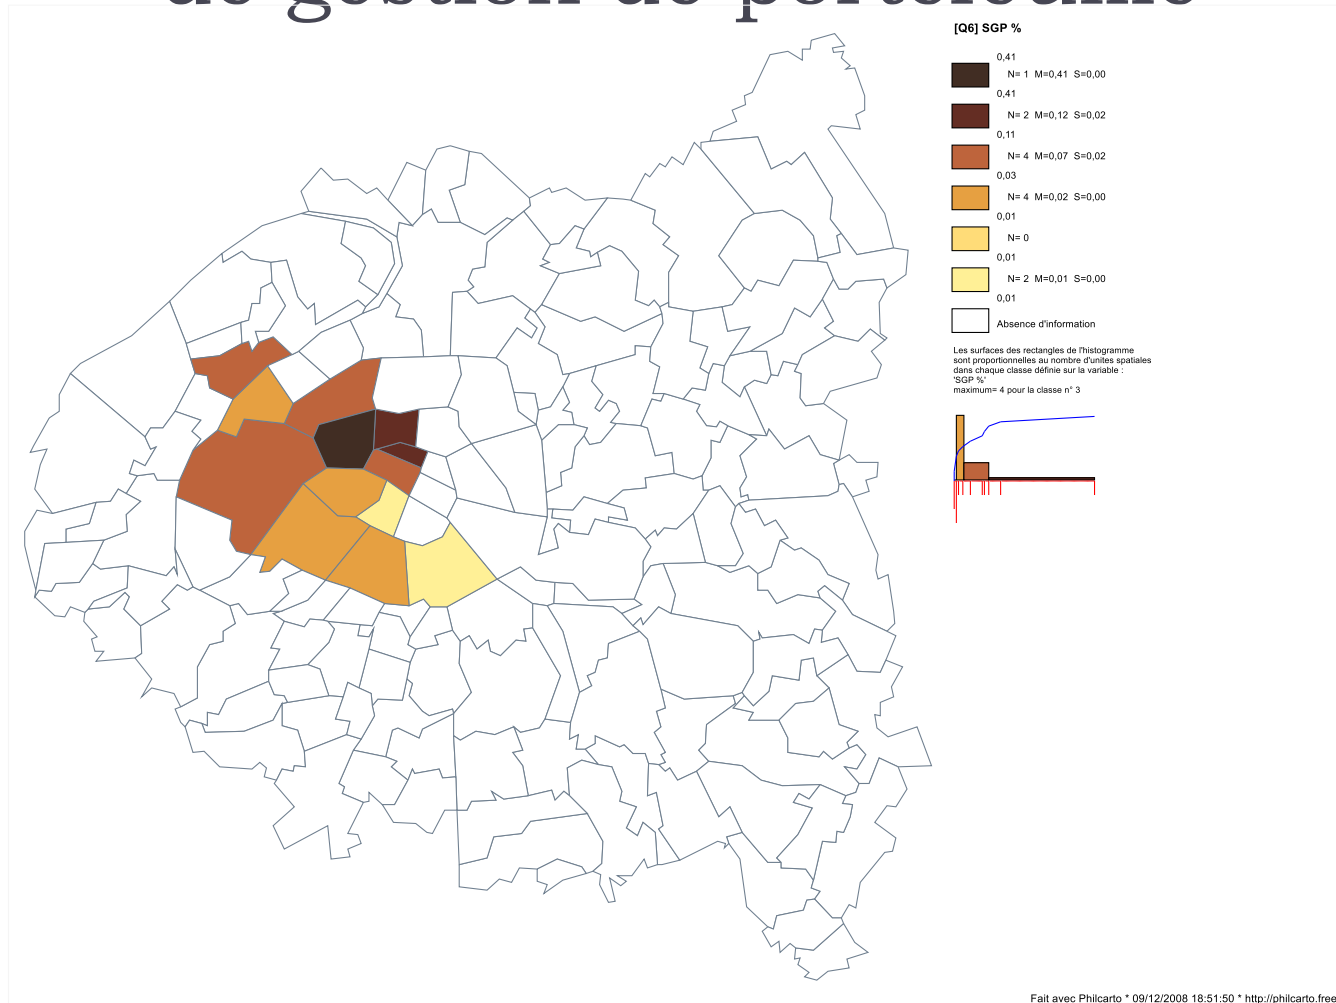 de gestion de portefeuille
[Q6] SGP %
0,41
N= 1 M=0,41 S=0,00
0,41
N= 2 M=0,12 S=0,02
0,11
N= 4 M=0,07 S=0,02
0,03
N= 4 M=0,02 S=0,00
0,01
N= 0
0,01
N= 2 M=0,01 S=0,00
0,01
Absence d'information
Les surfaces des rectangles de l'histogramme
sont proportionnelles au nombre d'unites spatiales
dans chaque classe définie sur la variable :
'SGP %'
maximum= 4 pour la classe n° 3
Fait avec Philcarto * 09/12/2008 18:51:50 * http://philcarto.free